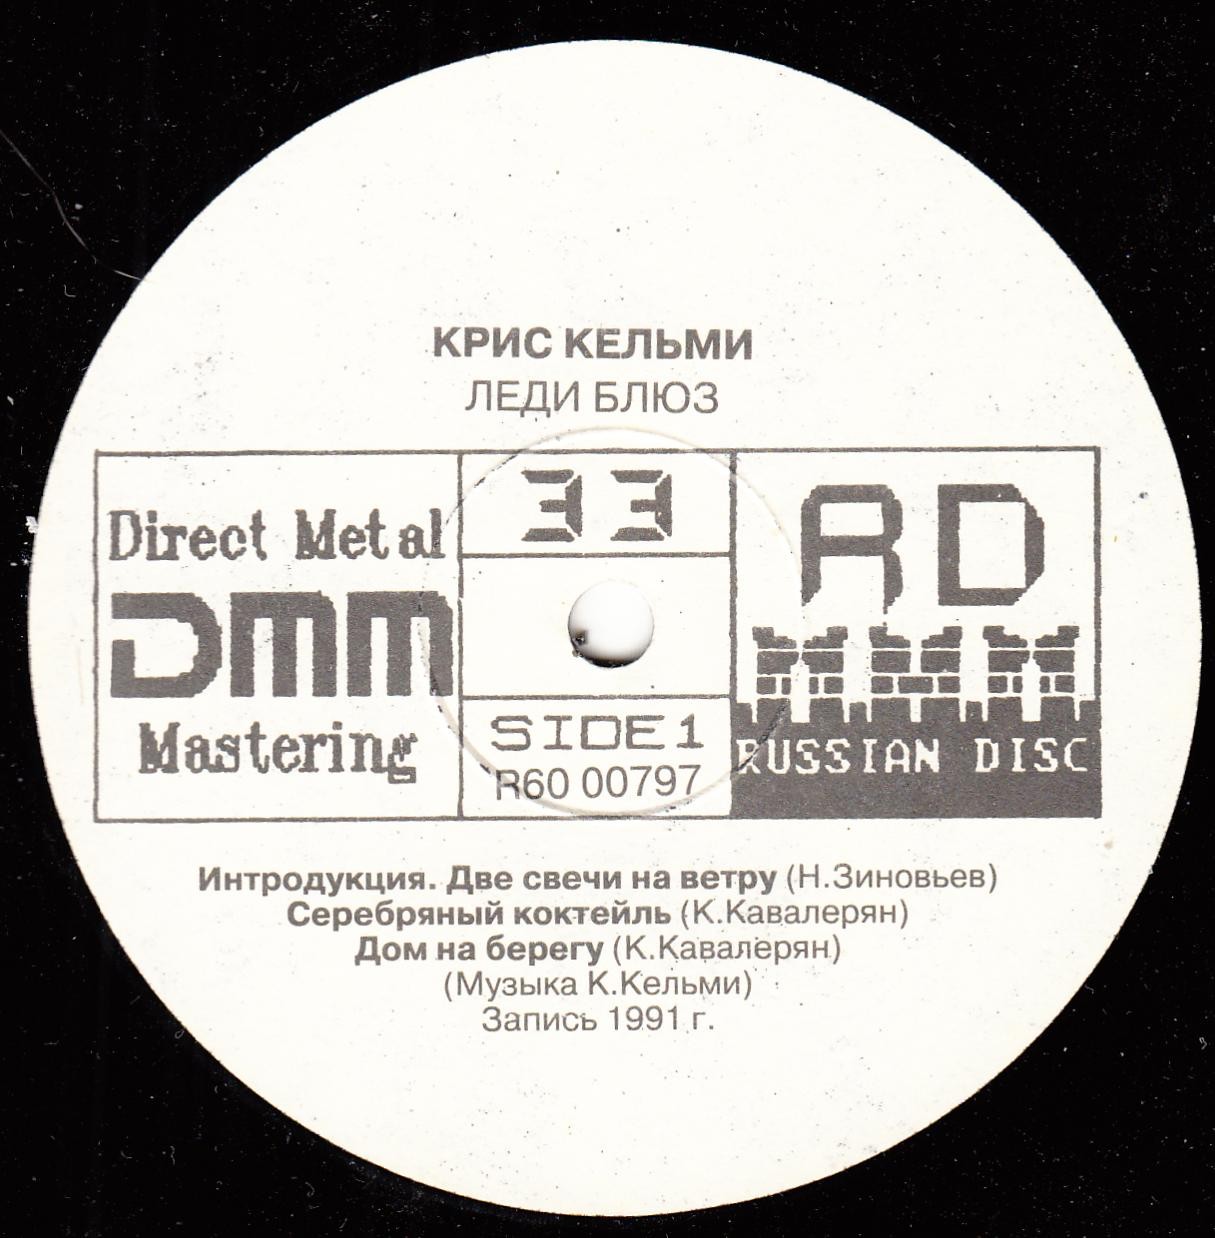 КРИС КЕЛЬМИ
ЛЕДИ БЛЮЗ
Direct Metal
DMM
Mastering
33
SIDE 1
R60 00797
RD
RUSSIAN DISC
Интродукция. Две свечи на ветру (Н.Зиновьев)
Серебряный коктейль (К.Кавалерян)
Дом на берегу (К.Кавалерян)
(Музыка К.Кельми)
Запись 1991 г.